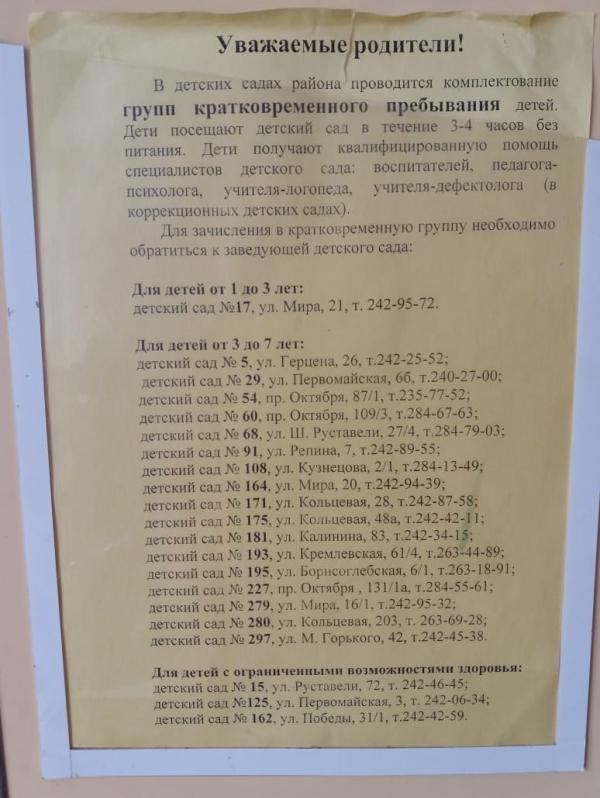 Уважаемые родители!
В детских садах района проводится комплектование
групп кратковременного пребывания детей.
Дети посещают детский сад в течение 3-4 часов без
питания. Дети получают квалифицированную помощь
специалистов детского сада: воспитателей, педагога-
психолога, учителя-логопеда, учителя-дефектолога (в
коррекционных детских садах).
Для зачисления в кратковременную группу необходимо
обратиться к заведующей детского сада:
Для детей от 1 до 3 лет:
детский сад №17, ул. Мира, 21, т. 242-95-72.
Для детей от 3 до 7 лет:
детский сад № 5, ул. Герцена, 26, т.242-25-52;
детский сад № 29, ул. Первомайская, 6б, т.240-27-00;
детский сад № 54, пр. Октября, 87/1, т.235-77-52;
детский сад № 60, пр. Октября, 109/3, т.284-67-63;
детский сад № 68, ул. Ш. Руставели, 27/4, т.284-79-03;
детский сад № 91, ул. Репина, 7, т.242-89-55;
детский сад № 108, ул. Кузнецова, 2/1, т.284-13-49;
детский сад № 164, ул. Мира, 20, т.242-94-39;
детский сад № 171, ул. Кольцевая, 28, т.242-87-58;
детский сад № 175, ул. Кольцевая, 48а, т.242-42-11;
детский сад № 181, ул. Калинина, 83, т.242-34-15;
детский сад № 193, ул. Кремлевская, 61/4, т.263-44-89;
детский сад № 195, ул. Борисоглебская, 6/1, т.263-18-91;
детский сад № 227, пр. Октября , 131/1а, т.284-55-61;
детский сад № 279, ул. Мира, 16/1, т.242-95-32;
детский сад № 280, ул. Кольцевая, 203, т. 263-69-28;
детский сад № 297, ул. М. Горького, 42, т.242-45-38.
Для детей с ограниченными возможностями здоровья:
детский сад № 15, ул. Руставели, 72, т. 242-46-45;
детский сад №125, ул. Первомайская, 3, т. 242-06-34;
детский сад № 162, ул. Победы, 31/1, т.242-42-59.